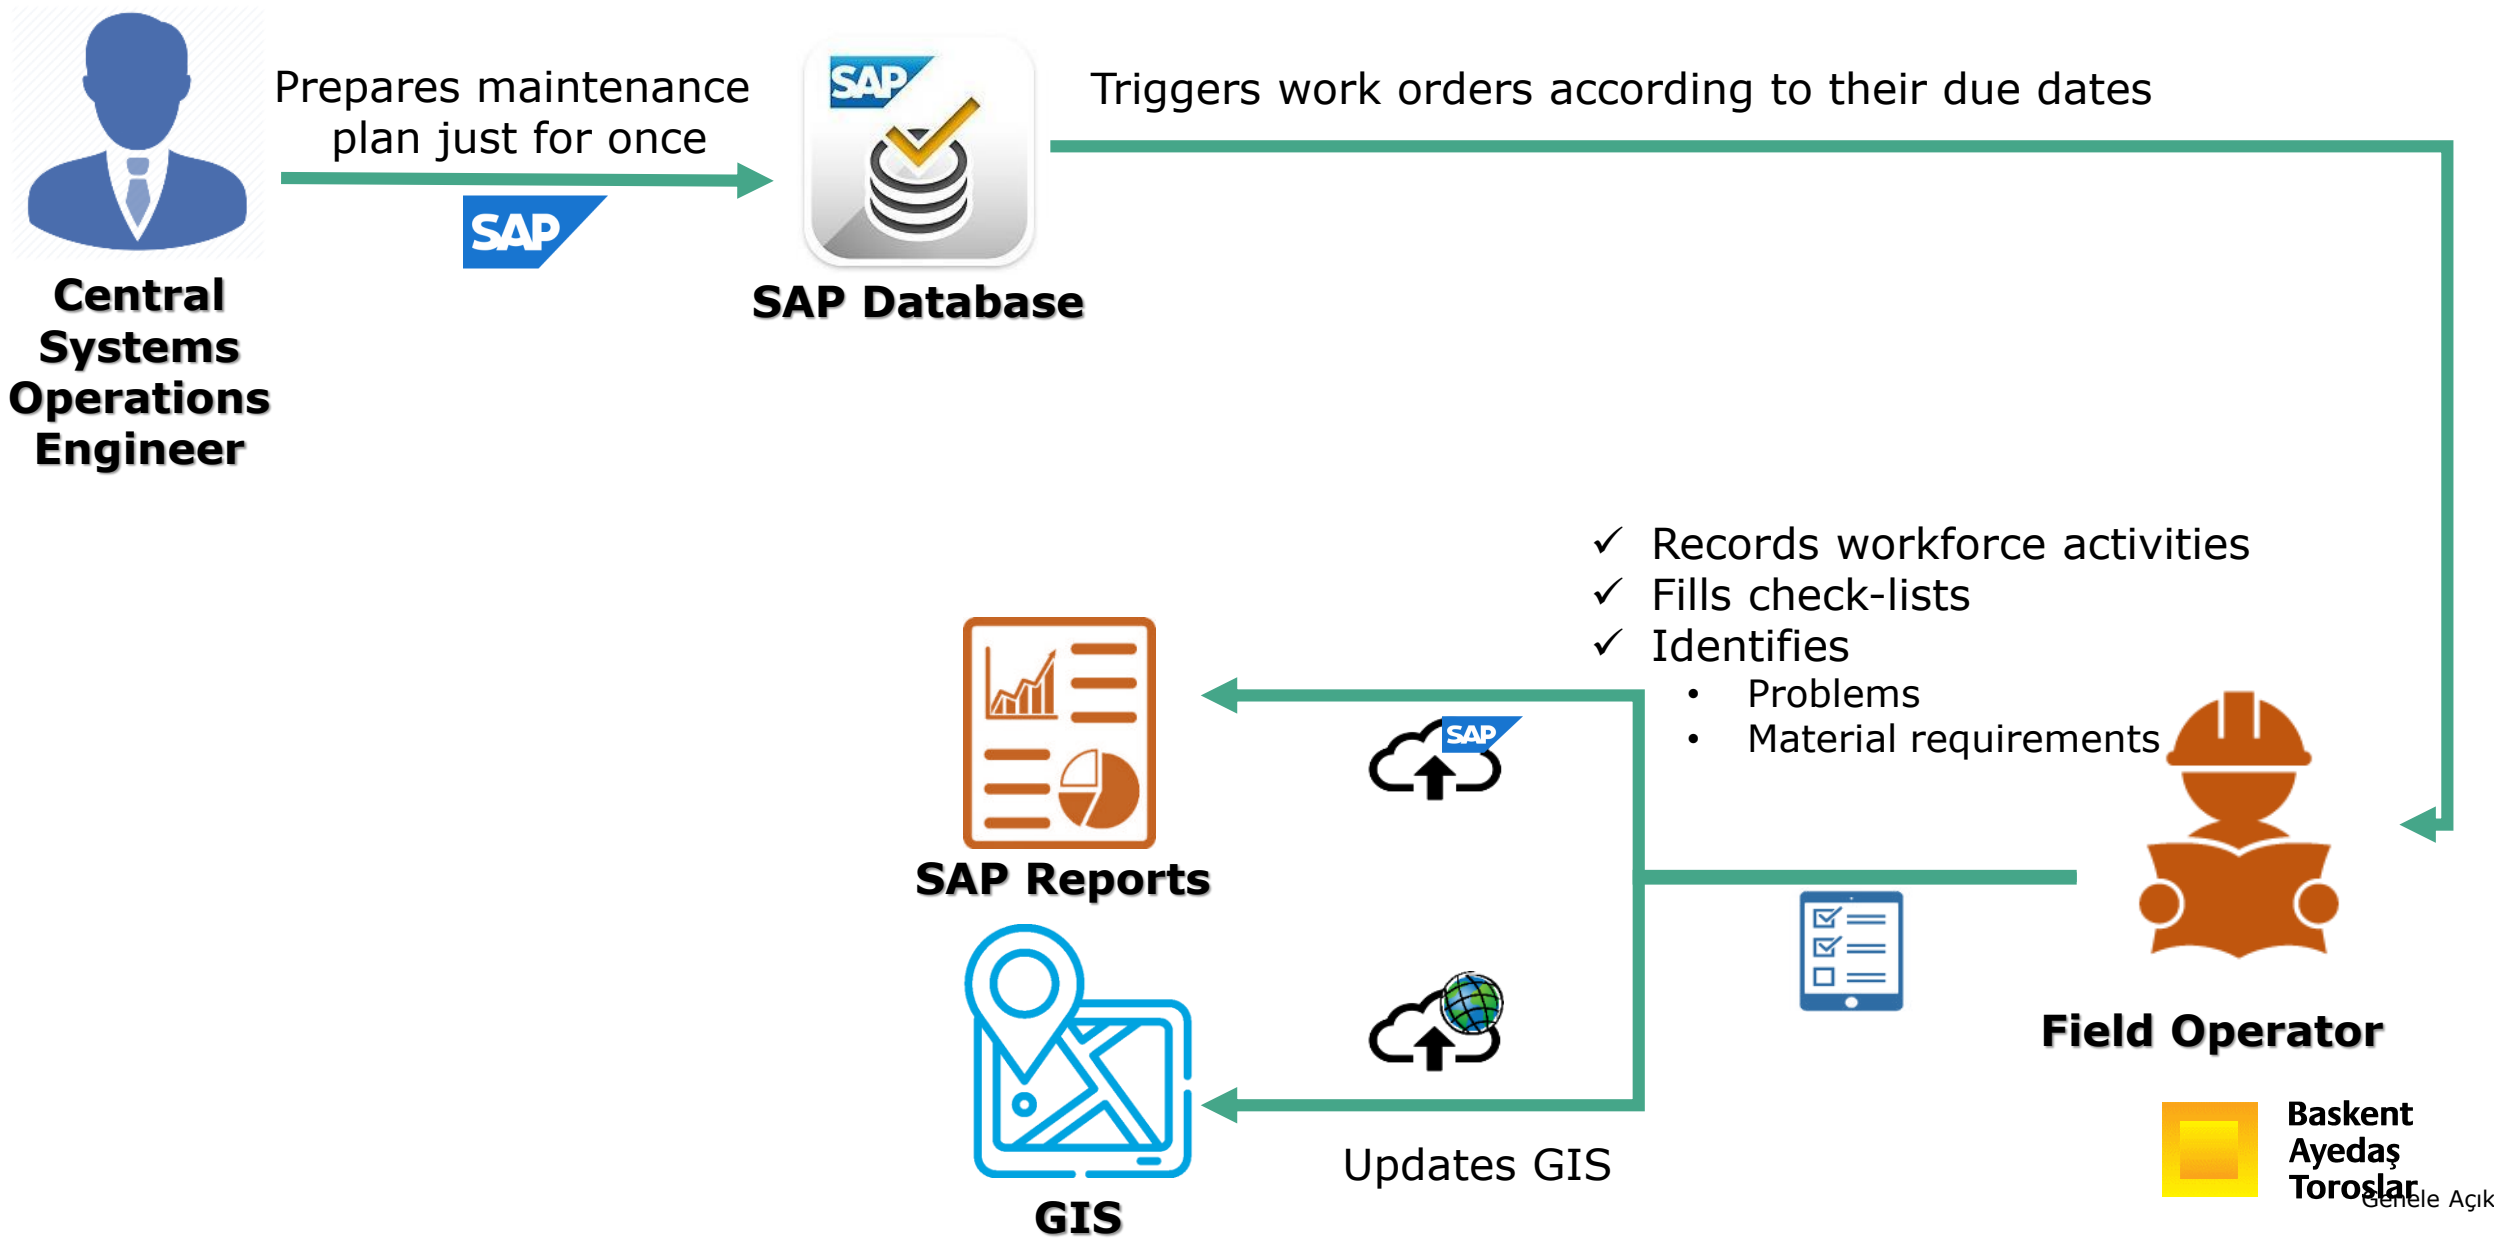 Prepares maintenance
plan just for once
SAP
Central
Systems
Operations
Engineer
SAP
SAP Database
Triggers work orders according to their due dates
✓ Records workforce activities
✓ Fills check-lists
✓ Identifies
• Problems
• Material requirements
SAP
SAP Reports
Field Operator
Updates GIS
GIS
Baskent
Ayedaş
Toroslar
Genele Açık